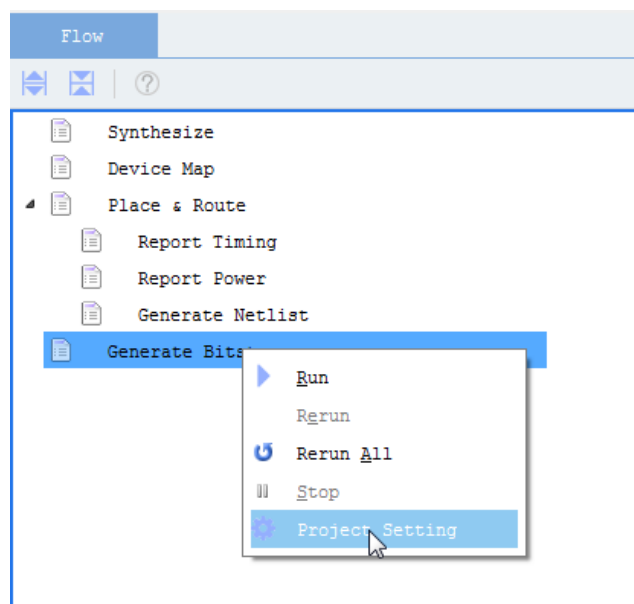 Flow
Synthesize
Device Map
Place & Route
Report Timing
Report Power
Generate Netlist
Generate Bits
Run
Rerun
Rerun All
Stop
Project Setting